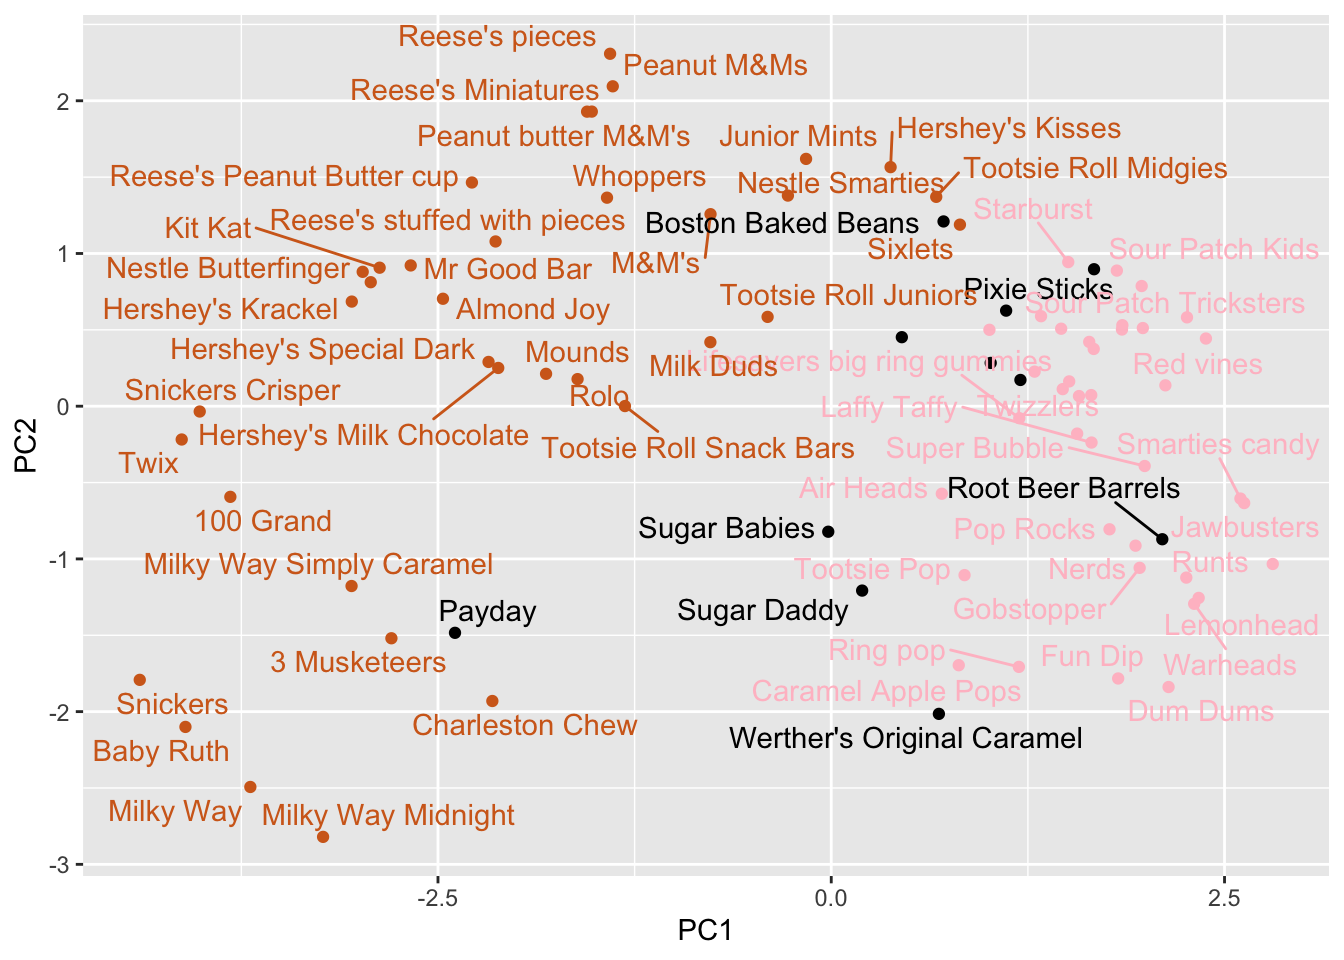 Reese's pieces
Peanut M&Ms
Reese's Miniatures
2
Hershey's Kisses
Peanut butter M&M's
Junior Mints
Tootsie Roll Midgies
Reese's Peanut Butter cup
Whoppers
Nestle Smarties
Starburst
Reese's stuffed with pieces
Boston Baked Beans
Kit Kat
Sixlets
Sour Patch Kids
1
M&M's
Nestle Butterfinger
Mr Good Bar
Pixie Sticks
Tootsie Roll Juniors
Sour Patch Tricksters
Hershey's Krackel
Almond Joy
Hershey's Special Dark
Mounds
Lifesavers big ring gummies
Milk Duds
Red vines
Snickers Crisper
Rolo
0
Laffy Taffy
Twizzlers
Hershey's Milk Chocolate
Tootsie Roll Snack Bars
Super Bubble
Smarties candy
PC2
Twix
Air Heads
Root Beer Barrels
100 Grand
Sugar Babies
Pop Rocks
Jawbusters
-1
Milky Way Simply Caramel
Tootsie Pop
Nerds
Runts
Payday
Sugar Daddy
Gobstopper
Lemonhead
3 Musketeers
Ring pop
Fun Dip
Warheads
Snickers
Caramel Apple Pops
-2
Dum Dums
Charleston Chew
Werther's Original Caramel
Baby Ruth
Milky Way
Milky Way Midnight
-3
-2.5
0.0
2.5
PC1